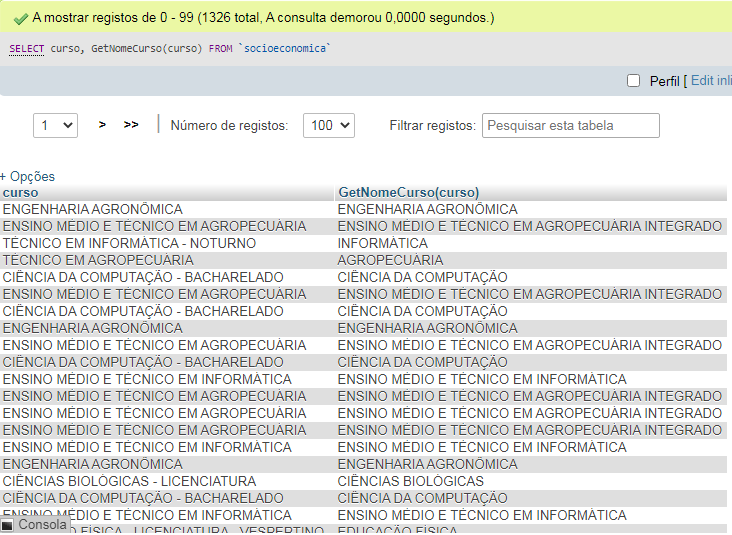 A mostrar registos de 0 - 99 (1326 total, A consulta demorou 0,0000 segundos.)
SELECT curso, GetNomeCurso(curso) FROM `socioeconomica`
Perfil [ Edit inli
1 > >> Número de registos: 100 Filtrar registos: Pesquisar esta tabela
+ Opções
curso GetNomeCurso(curso)
ENGENHARIA AGRONÔMICA ENGENHARIA AGRONÔMICA
ENSINO MÉDIO E TÉCNICO EM AGROPECUÁRIA ENSINO MÉDIO E TÉCNICO EM AGROPECUÁRIA INTEGRADO
TÉCNICO EM INFORMÁTICA - NOTURNO INFORMÁTICA
TÉCNICO EM AGROPECUÁRIA AGROPECUÁRIA
CIÊNCIA DA COMPUTAÇÃO - BACHARELADO CIÊNCIA DA COMPUTAÇÃO
ENSINO MÉDIO E TÉCNICO EM AGROPECUÁRIA ENSINO MÉDIO E TÉCNICO EM AGROPECUÁRIA INTEGRADO
CIÊNCIA DA COMPUTAÇÃO - BACHARELADO CIÊNCIA DA COMPUTAÇÃO
ENGENHARIA AGRONÔMICA ENGENHARIA AGRONÔMICA
ENSINO MÉDIO E TÉCNICO EM AGROPECUÁRIA ENSINO MÉDIO E TÉCNICO EM AGROPECUÁRIA INTEGRADO
CIÊNCIA DA COMPUTAÇÃO - BACHARELADO CIÊNCIA DA COMPUTAÇÃO
ENSINO MÉDIO E TÉCNICO EM INFORMÁTICA ENSINO MÉDIO E TÉCNICO EM INFORMÁTICA
ENSINO MÉDIO E TÉCNICO EM AGROPECUÁRIA ENSINO MÉDIO E TÉCNICO EM AGROPECUÁRIA INTEGRADO
ENSINO MÉDIO E TÉCNICO EM AGROPECUÁRIA ENSINO MÉDIO E TÉCNICO EM AGROPECUÁRIA INTEGRADO
ENSINO MÉDIO E TÉCNICO EM AGROPECUÁRIA ENSINO MÉDIO E TÉCNICO EM AGROPECUÁRIA INTEGRADO
ENSINO MÉDIO E TÉCNICO EM INFORMÁTICA ENSINO MÉDIO E TÉCNICO EM INFORMÁTICA
ENGENHARIA AGRONÔMICA ENGENHARIA AGRONÔMICA
CIÊNCIAS BIOLÓGICAS - LICENCIATURA CIÊNCIAS BIOLÓGICAS
CIÊNCIA DA COMPUTAÇÃO - BACHARELADO CIÊNCIA DA COMPUTAÇÃO
Consola EM INFORMÁTICA ENSINO MÉDIO E TÉCNICO EM INFORMÁTICA
FÍSICA - LICENCIATURA - VESPERTINO EDUCAÇÃO FÍSICA